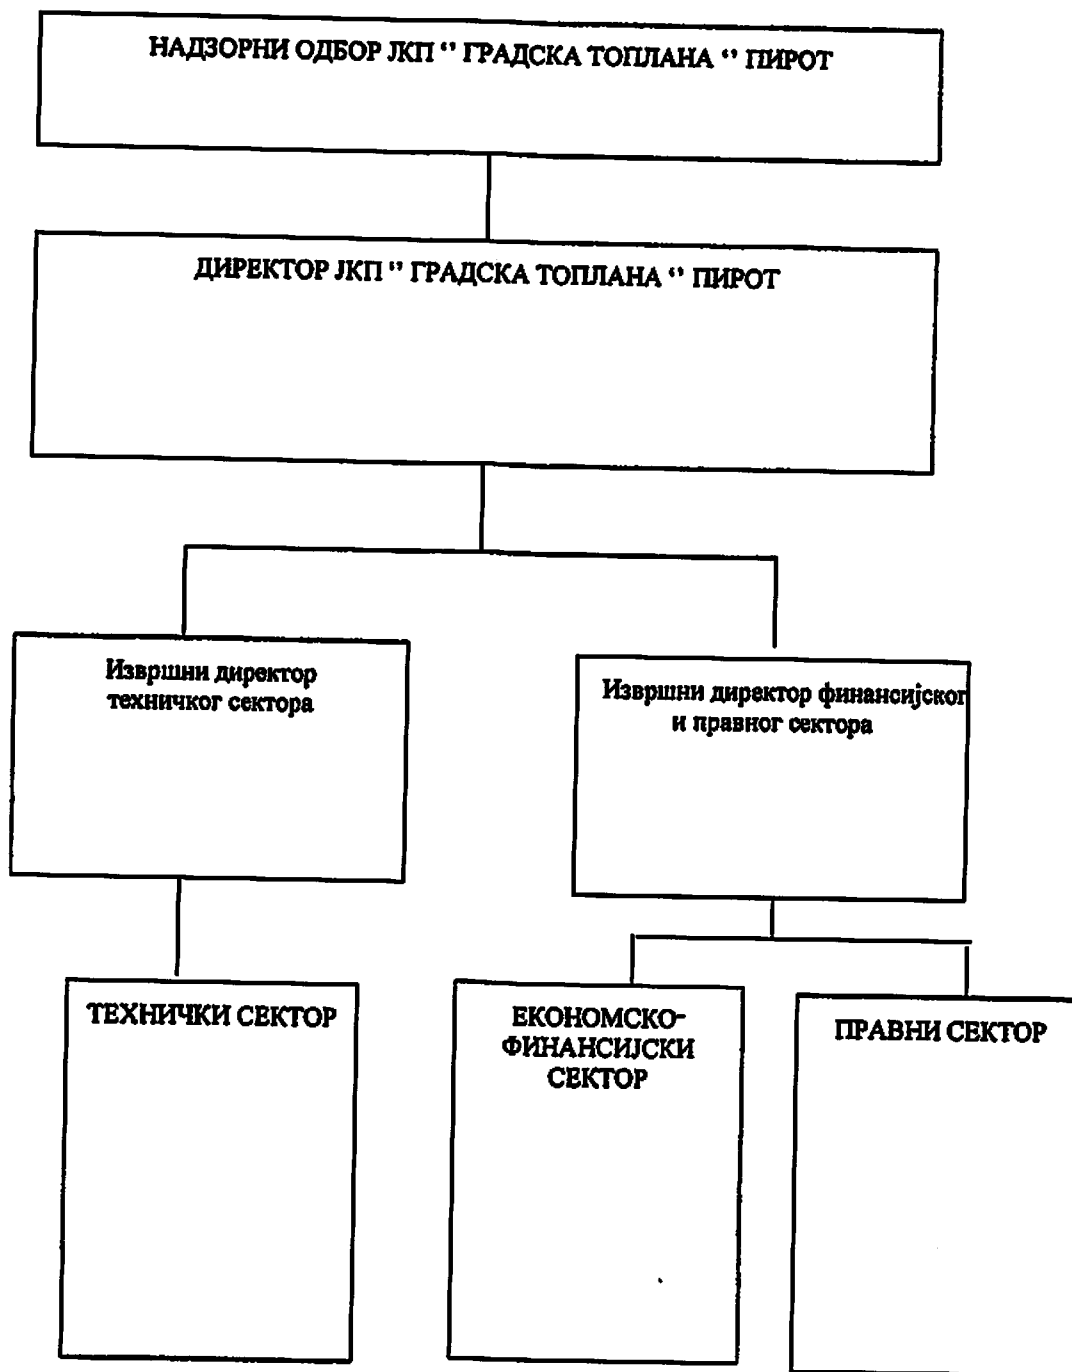 НАДЗОРНИ ОДБОР ЈКП “ ГРАДСКА ТОПЛАНА “ ПИРОТ
ДИРЕКТОР ЈКП “ ГРАДСКА ТОПЛАНА “ ПИРОТ
Извршни директор
техничког сектора
Извршни директор финансијског
и правног сектора
ТЕХНИЧКИ СЕКТОР
ЕКОНОМСКО-
ФИНАНСИЈСКИ
СЕКТОР
ПРАВНИ СЕКТОР